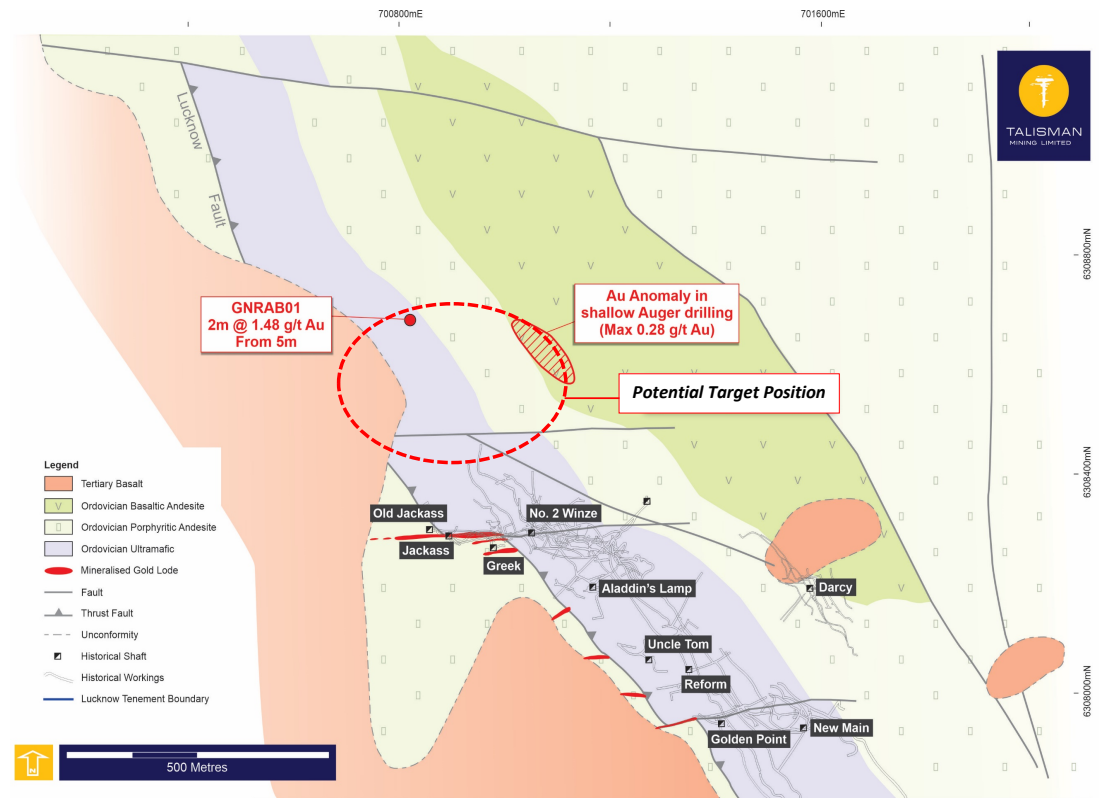 700800mE
701600mE
TALISMAN
MINING LIMITED
Lucknow
Fault
6308800mN
GNRAB01
2m @ 1.48 g/t Au
From 5m
Au Anomaly in
shallow Auger drilling
(Max 0.28 g/t Au)
Potential Target Position
6308400mN
Legend
Tertiary Basalt
V Ordovician Basaltic Andesite
Ordovician Porphyritic Andesite
Ordovician Ultramafic
Mineralised Gold Lode
Fault
Thrust Fault
Unconformity
Historical Shaft
Historical Workings
Lucknow Tenement Boundary
Old Jackass
No. 2 Winze
Jackass
Greek
Aladdin's Lamp
Darcy
Uncle Tom
Reform
6308000mN
Golden Point
New Main
N
500 Metres